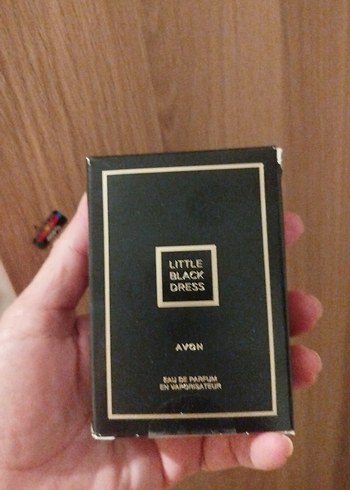 LITTLE
BLACK
DRESS
AVON
EAU DE PARFUM
EN VAPORISATEUR